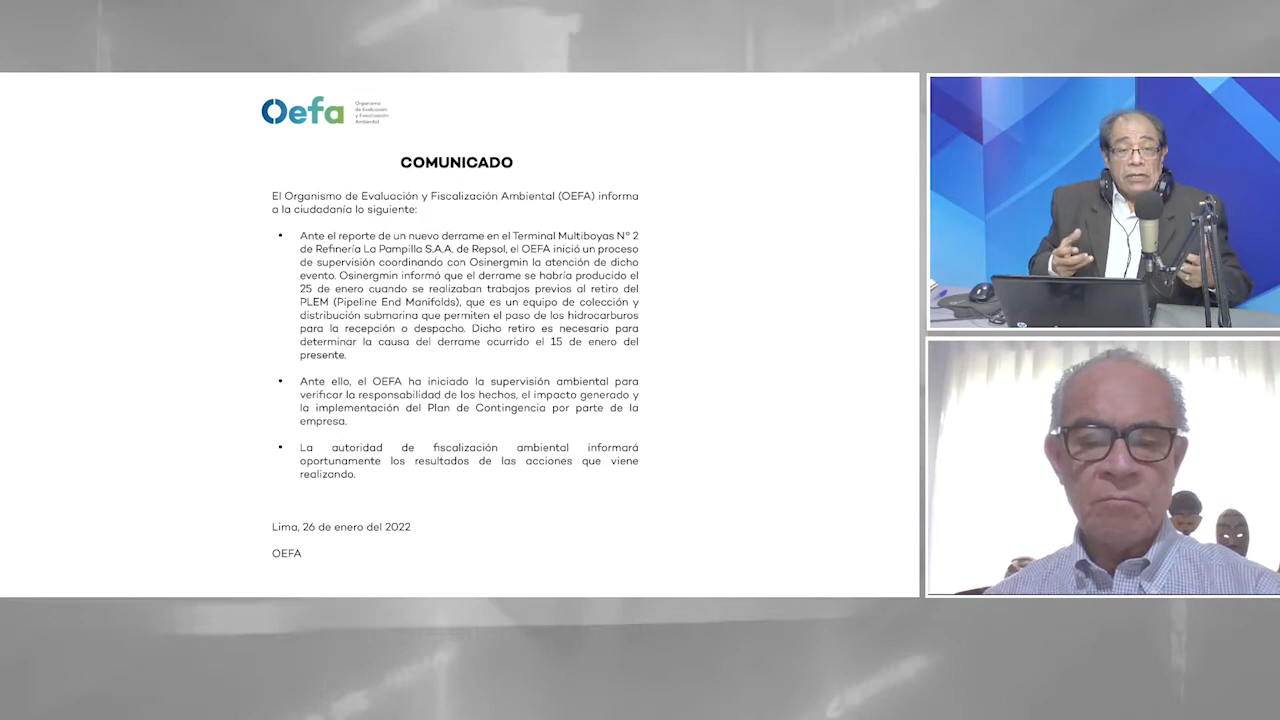 Oefa
Organismo
de Evaluación
y Fiscalización
Ambiental
COMUNICADO
El Organismo de Evaluación y Fiscalización Ambiental (OEFA) informa
a la ciudadanía lo siguiente:
• Ante el reporte de un nuevo derrame en el Terminal Multiboyas N° 2
de Refinería La Pampilla S.A.A. de Repsol, el OEFA inició un proceso
de supervisión coordinando con Osinergmin la atención de dicho
evento. Osinergmin informó que el derrame se habría producido el
25 de enero cuando se realizaban trabajos previos al retiro del
PLEM (Pipeline End Manifolds), que es un equipo de colección y
distribución submarina que permiten el paso de los hidrocarburos
para la recepción o despacho. Dicho retiro es necesario para
determinar la causa del derrame ocurrido el 15 de enero del
presente.
• Ante ello, el OEFA ha iniciado la supervisión ambiental para
verificar la responsabilidad de los hechos, el impacto generado y
la implementación del Plan de Contingencia por parte de la
empresa.
• La autoridad de fiscalización ambiental informará
oportunamente los resultados de las acciones que viene
realizando.
Lima, 26 de enero del 2022
OEFA